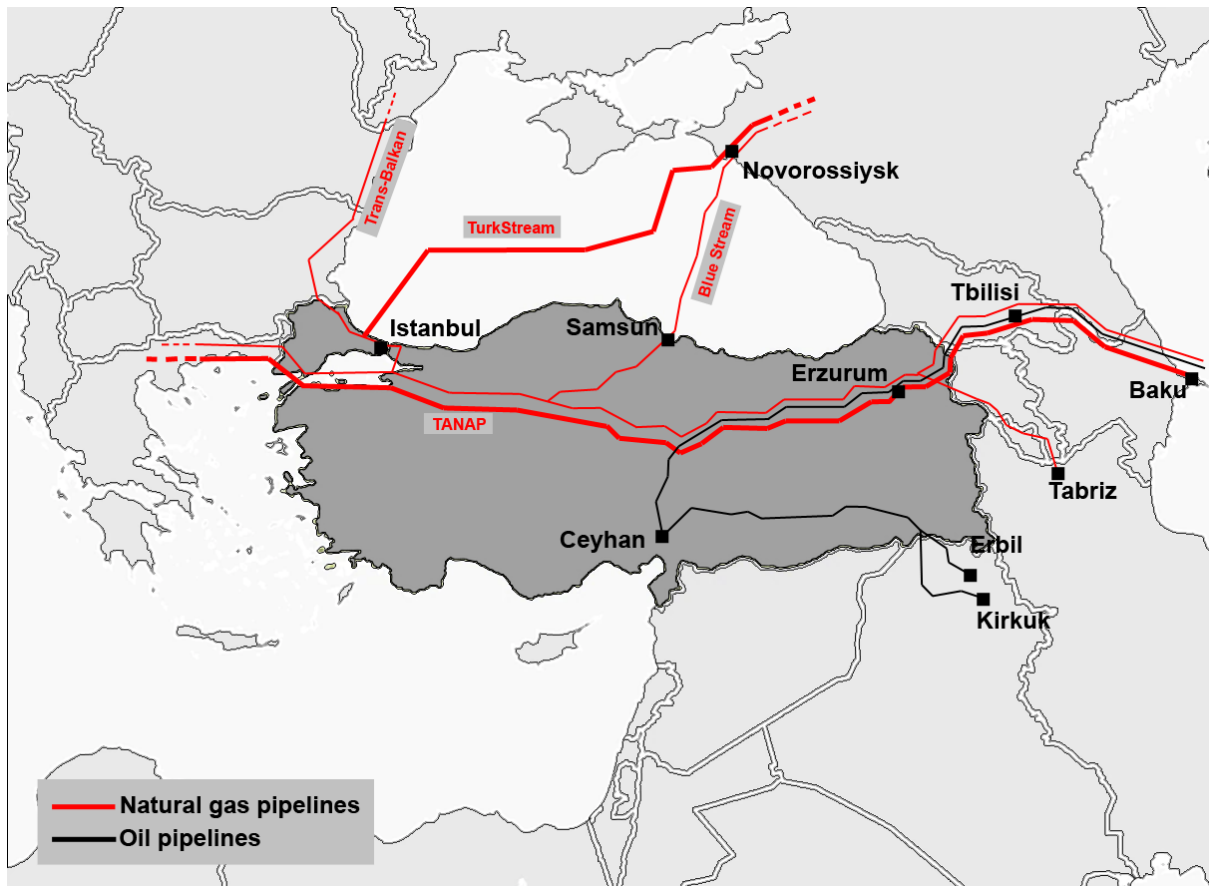 Trans-Balkan
Novorossiysk
TurkStream
Blue Stream
Tbilisi
Istanbul
Samsun
Erzurum
Baku
TANAP
Tabriz
Ceyhan
Erbil
Kirkuk
Natural gas pipelines
Oil pipelines